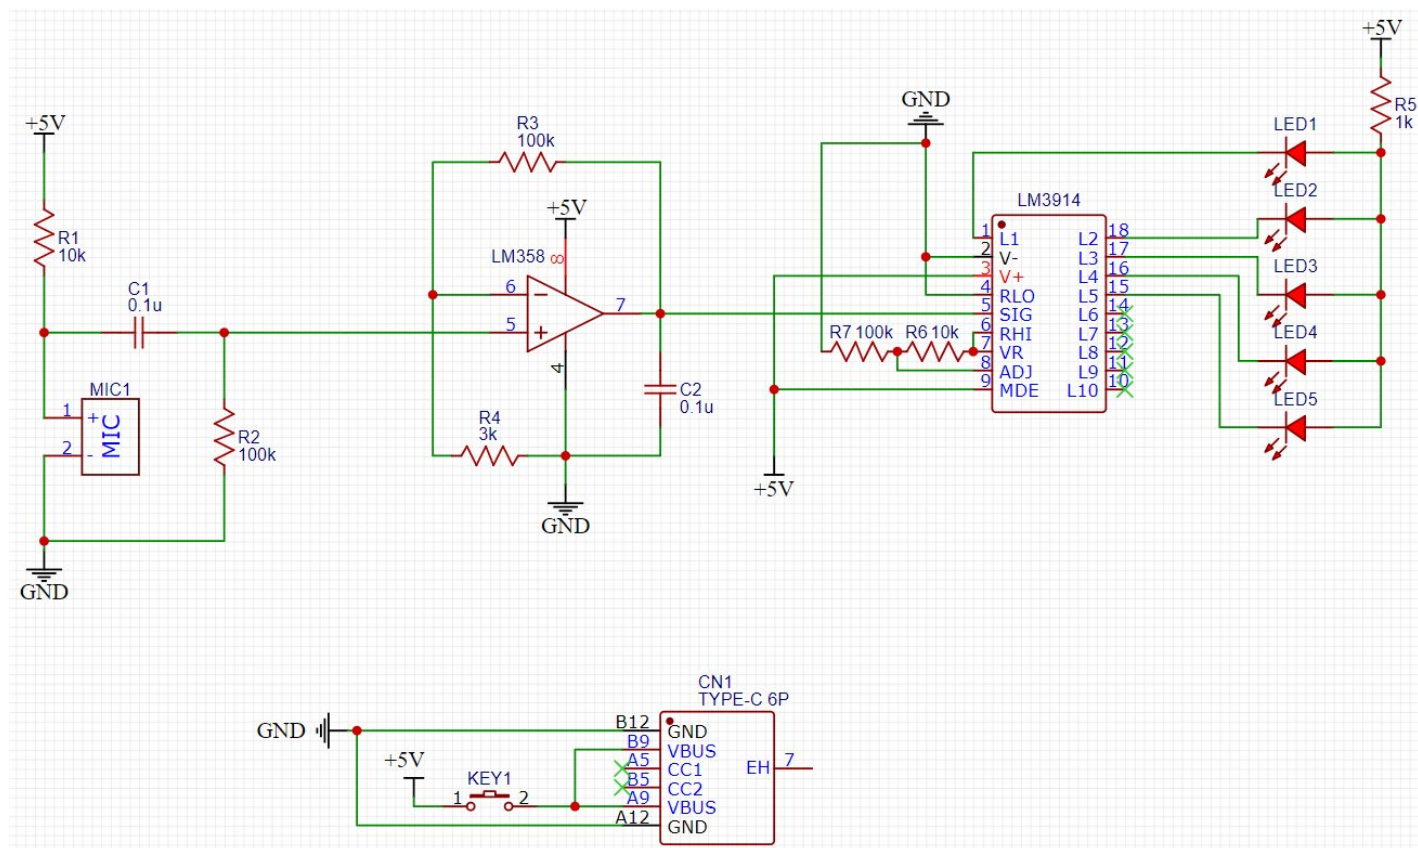 +5V
R1
10k
C1
0.1u
MIC1
1
+
2
-
MIC
R2
100k
GND
R3
100k
+5V
LM358
8
6
-
5
+
7
4
R4
3k
C2
0.1u
GND
GND
LM3914
1 L1
2 V-
3 V+
4 RLO
5 SIG
6 RHI
7 VR
8 ADJ
9 MDE
L2 18
L3 17
L4 16
L5 15
L6 14
L7 13
L8 12
L9 11
L10 10
R7 100k
R6 10k
+5V
+5V
R5
1k
LED1
LED2
LED3
LED4
LED5
CN1
TYPE-C 6P
GND
B12 GND
B9 VBUS
A5 CC1
B5 CC2
A9 VBUS
A12 GND
EH 7
+5V
KEY1
1 2